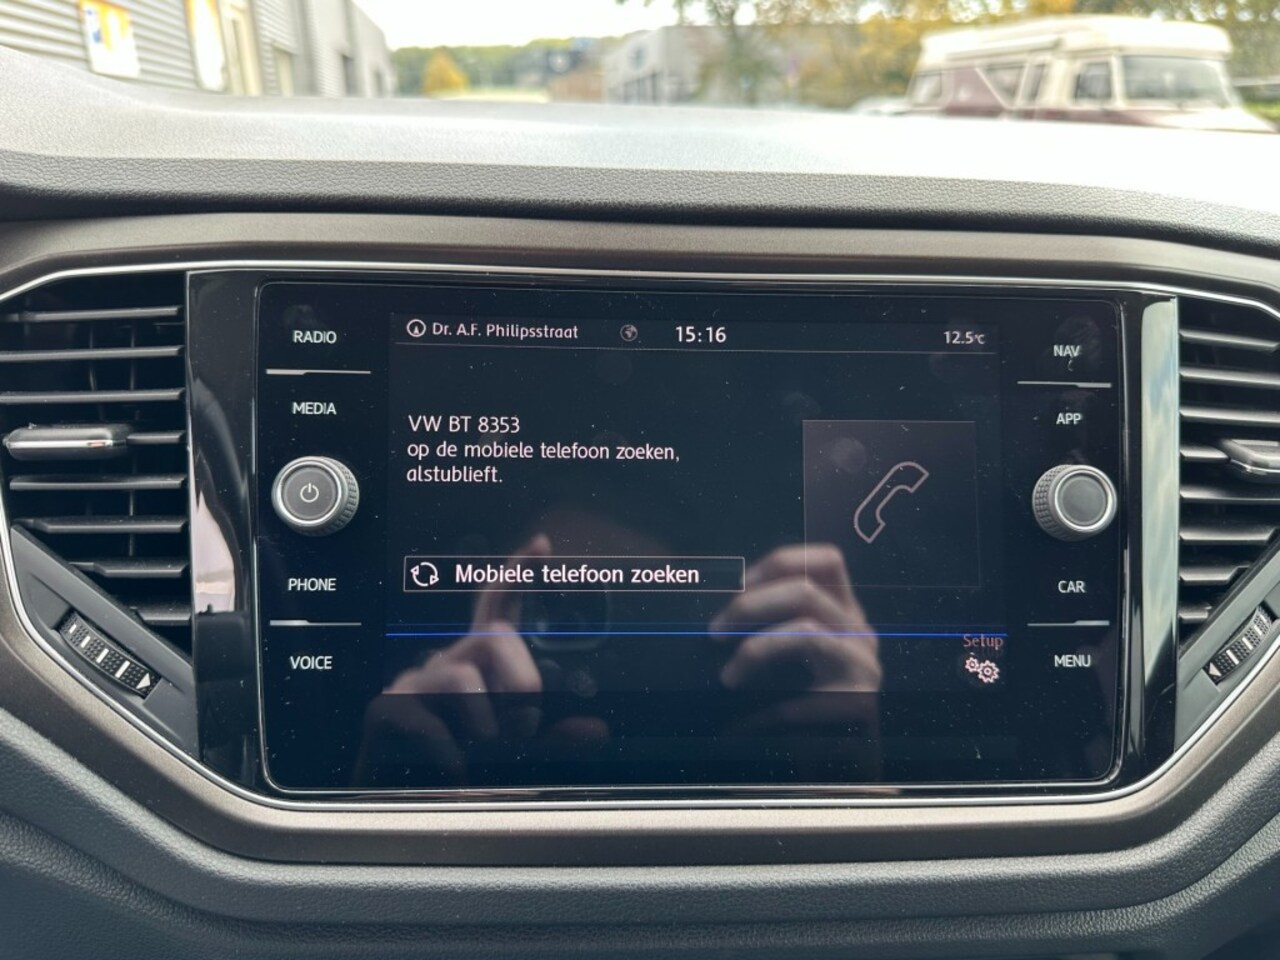 Dr. A.F. Philipsstraat 15:16 12.5°C
RADIO
MEDIA
PHONE
VOICE
VW BT 8353
op de mobiele telefoon zoeken,
alstublieft.
Mobiele telefoon zoeken
Setup
NAV
APP
CAR
MENU